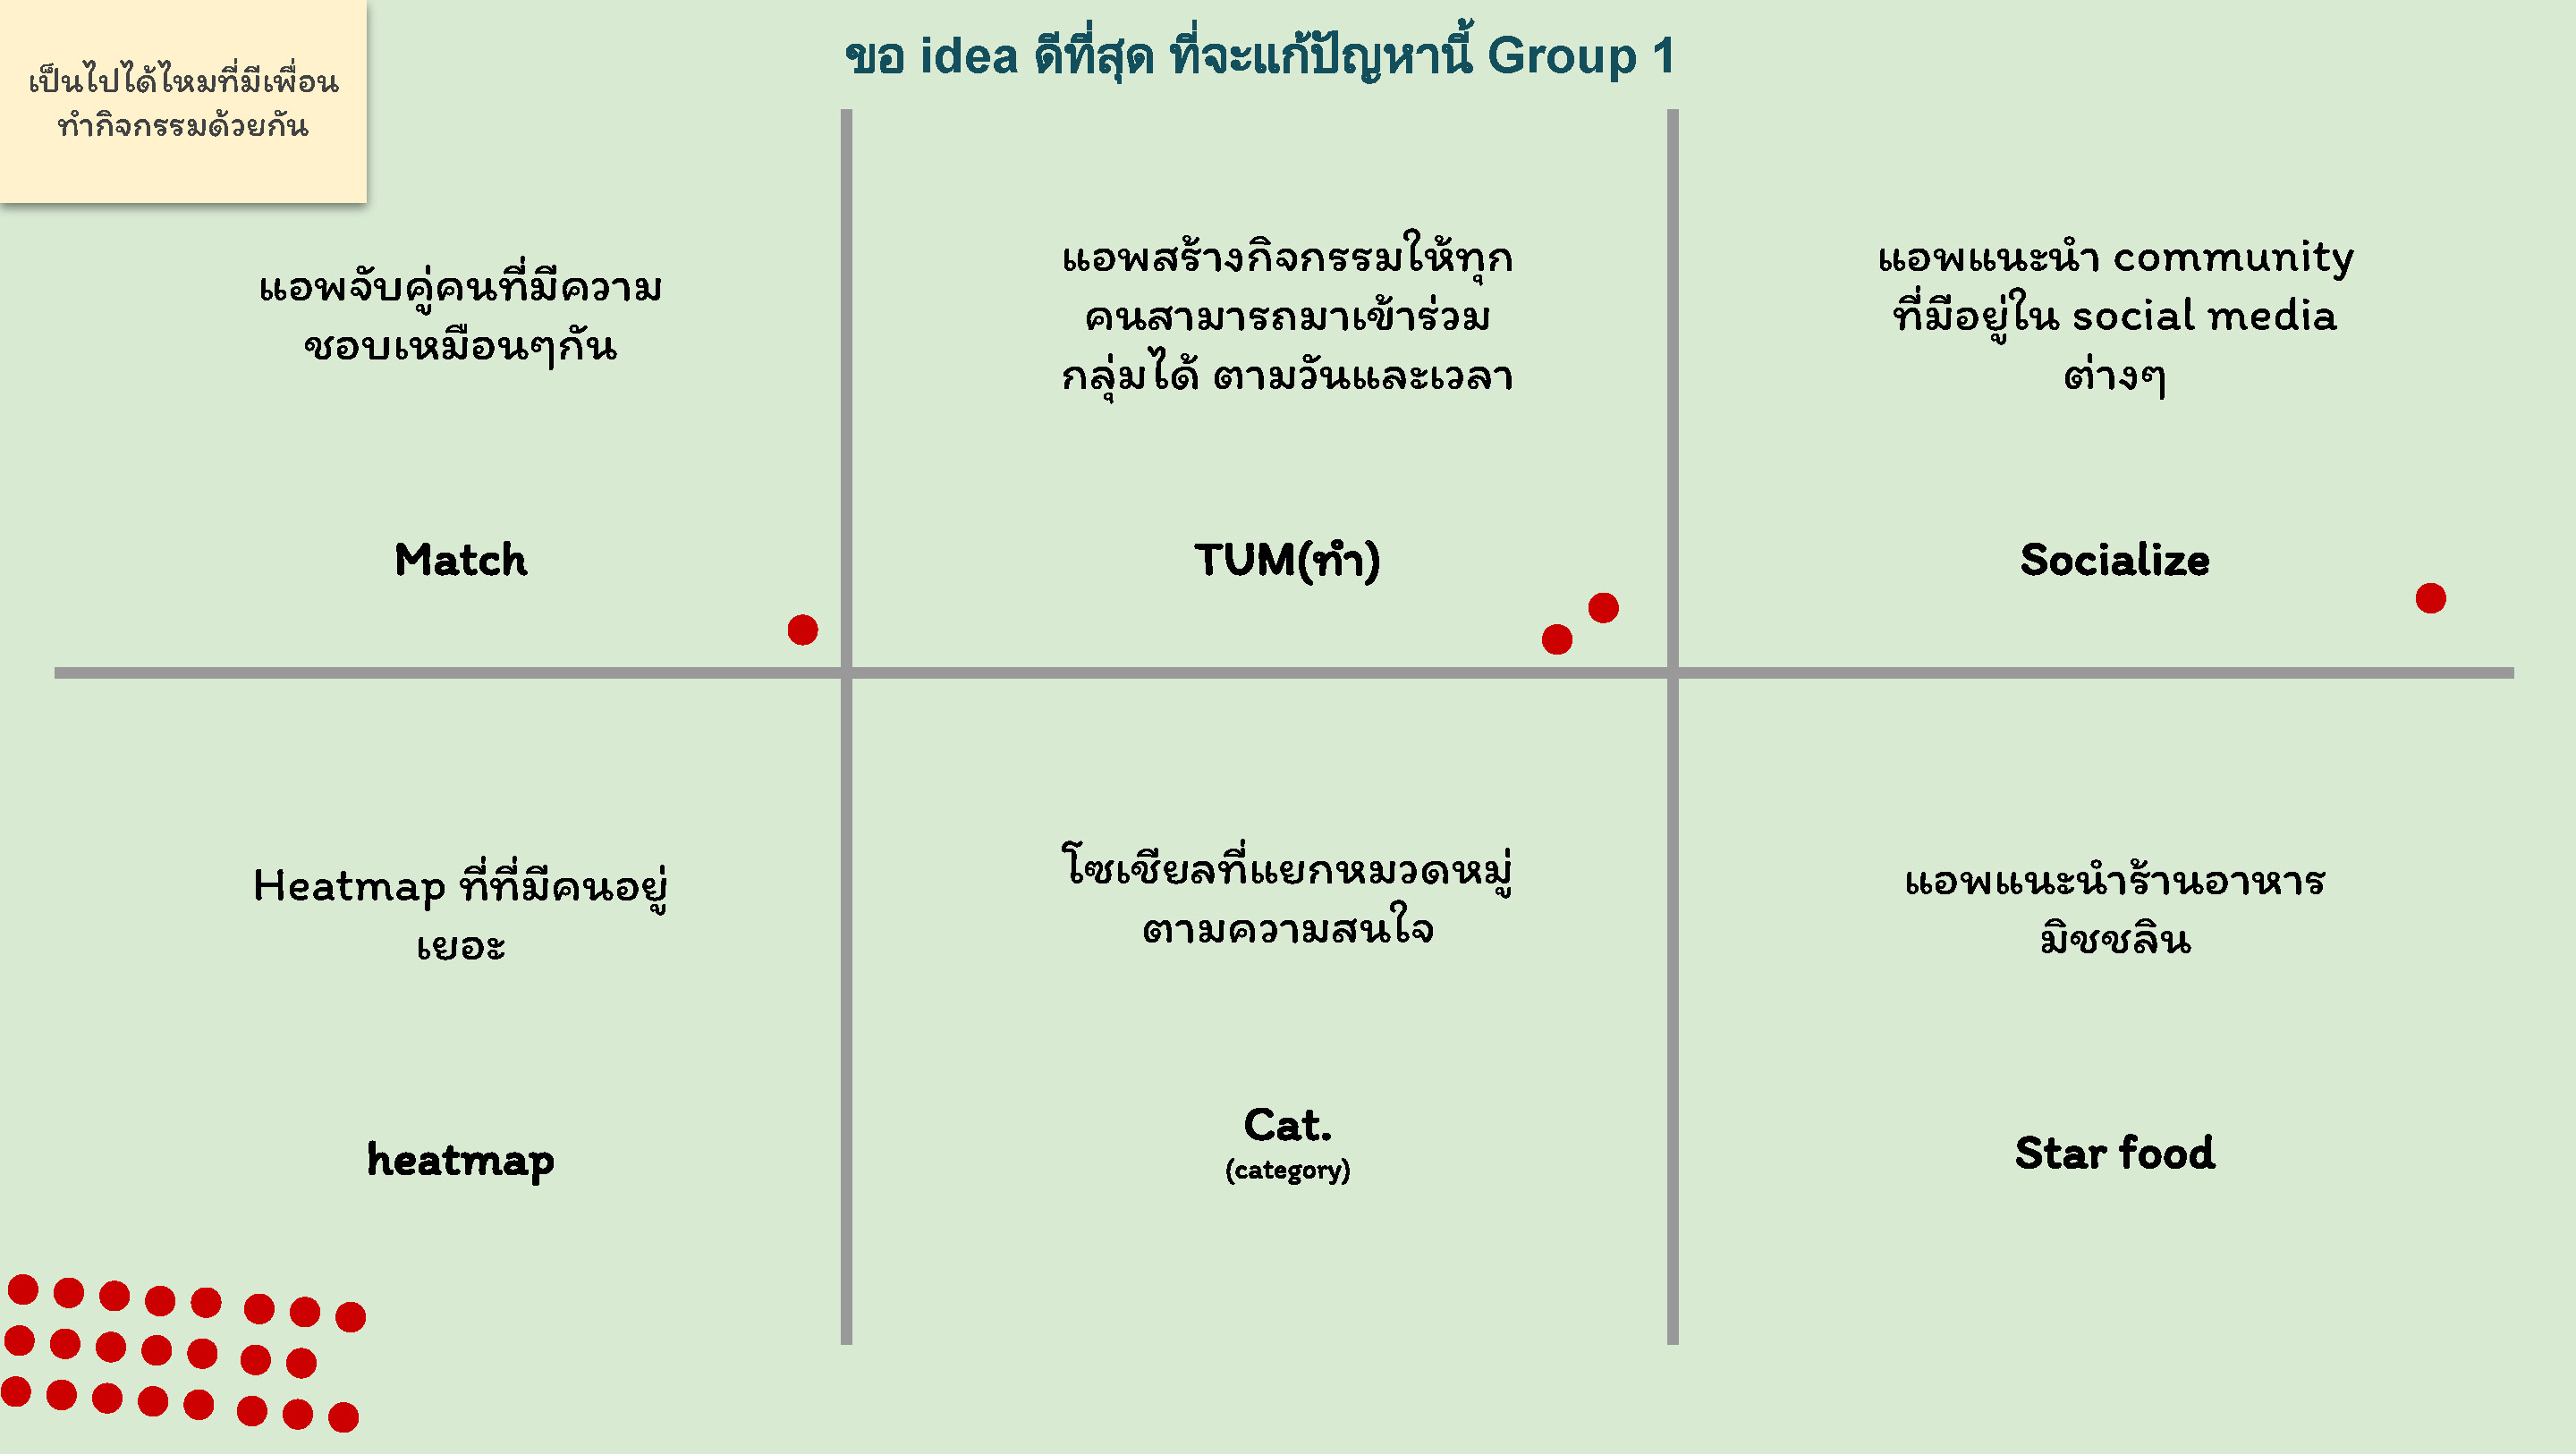 ขอ idea ดีที่สุด ที่จะแก้ปัญหานี้ Group 1
เป็นไปได้ไหมที่มีเพื่อน
ทำกิจกรรมด้วยกัน
แอพจับคู่คนที่มีความ
ชอบเหมือนๆกัน
Match
แอพสร้างกิจกรรมให้ทุก
คนสามารถมาเข้าร่วม
กลุ่มได้ ตามวันและเวลา
TUM(ทำ)
แอพแนะนำ community
ที่มีอยู่ใน social media
ต่างๆ
Socialize
Heatmap ที่ที่มีคนอยู่
เยอะ
heatmap
โซเชียลที่แยกหมวดหมู่
ตามความสนใจ
Cat.
(category)
แอพแนะนำร้านอาหาร
มิชชลิน
Star food